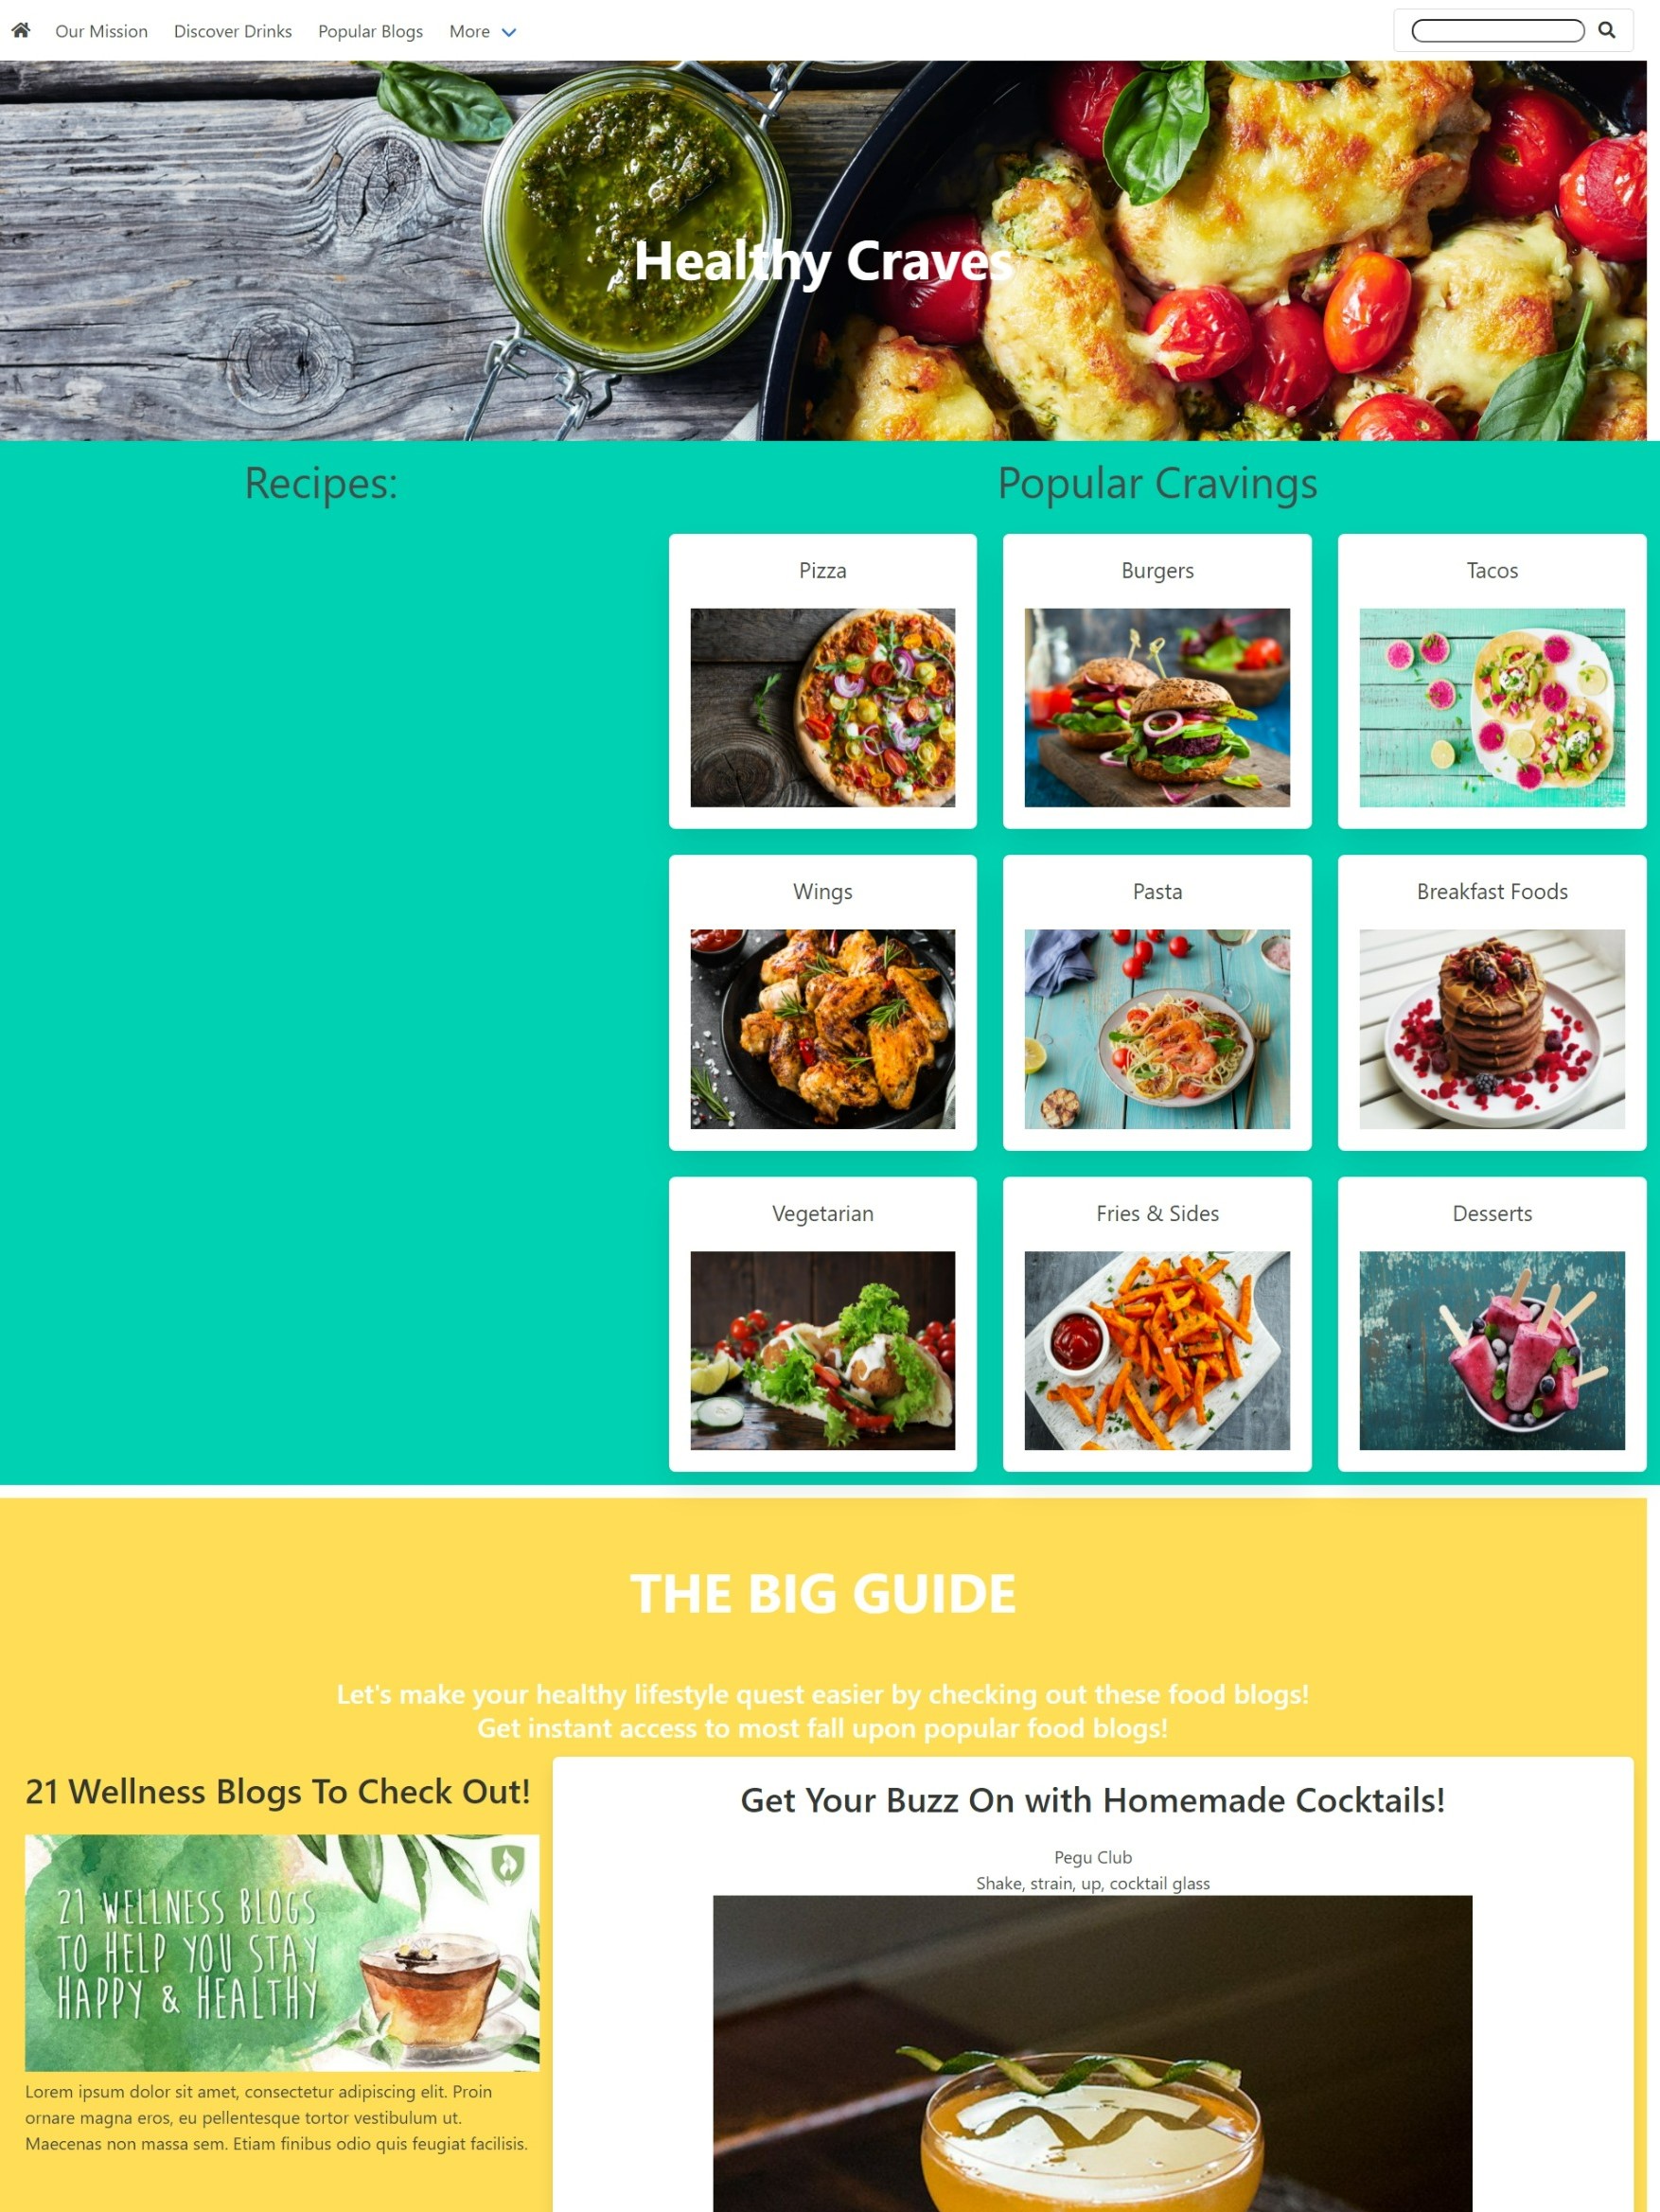 Our Mission Discover Drinks Popular Blogs More
Healthy Craves
Recipes:
Popular Cravings
Pizza
Burgers
Tacos
Wings
Pasta
Breakfast Foods
Vegetarian
Fries & Sides
Desserts
THE BIG GUIDE
Let's make your healthy lifestyle quest easier by checking out these food blogs!
Get instant access to most fall upon popular food blogs!
21 Wellness Blogs To Check Out!
21 WELLNESS BLOGS
TO HELP YOU STAY
HAPPY & HEALTHY
Lorem ipsum dolor sit amet, consectetur adipiscing elit. Proin
ornare magna eros, eu pellentesque tortor vestibulum ut.
Maecenas non massa sem. Etiam finibus odio quis feugiat facilisis.
Get Your Buzz On with Homemade Cocktails!
Pegu Club
Shake, strain, up, cocktail glass